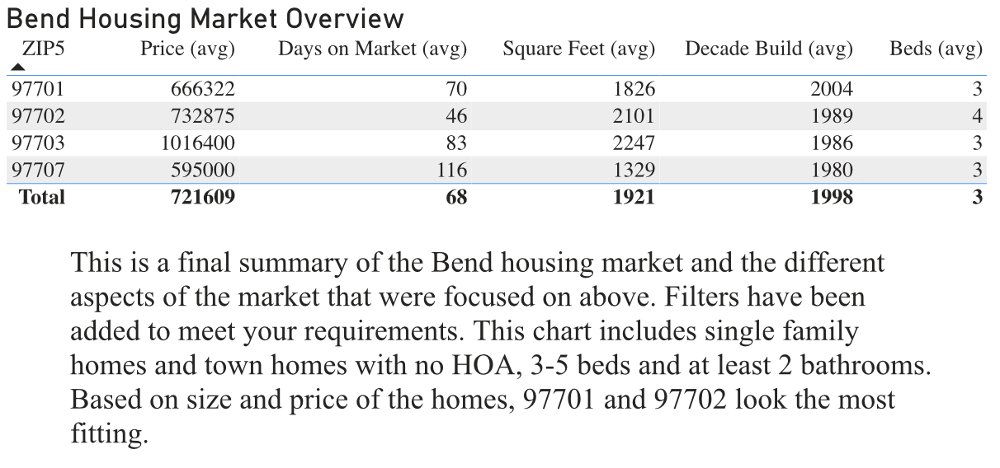 Bend Housing Market Overview
ZIP5 Price (avg) Days on Market (avg) Square Feet (avg) Decade Build (avg) Beds (avg)
97701 666322 70 1826 2004 3
97702 732875 46 2101 1989 4
97703 1016400 83 2247 1986 3
97707 595000 116 1329 1980 3
Total 721609 68 1921 1998 3
This is a final summary of the Bend housing market and the different
aspects of the market that were focused on above. Filters have been
added to meet your requirements. This chart includes single family
homes and town homes with no HOA, 3-5 beds and at least 2 bathrooms.
Based on size and price of the homes, 97701 and 97702 look the most
fitting.